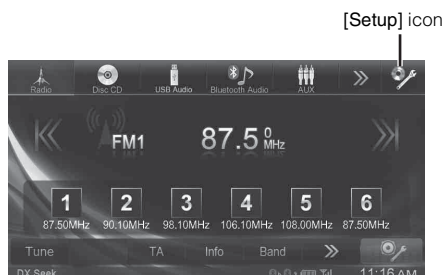 [Setup] icon
Radio Disc CD USB Audio Bluetooth Audio AUX
FM1 87.5 0 MHz
1 2 3 4 5 6
87.50MHz 90.10MHz 98.10MHz 106.10MHz 108.00MHz 87.50MHz
Tune TA Info Band
DX Seek 11:16 AM